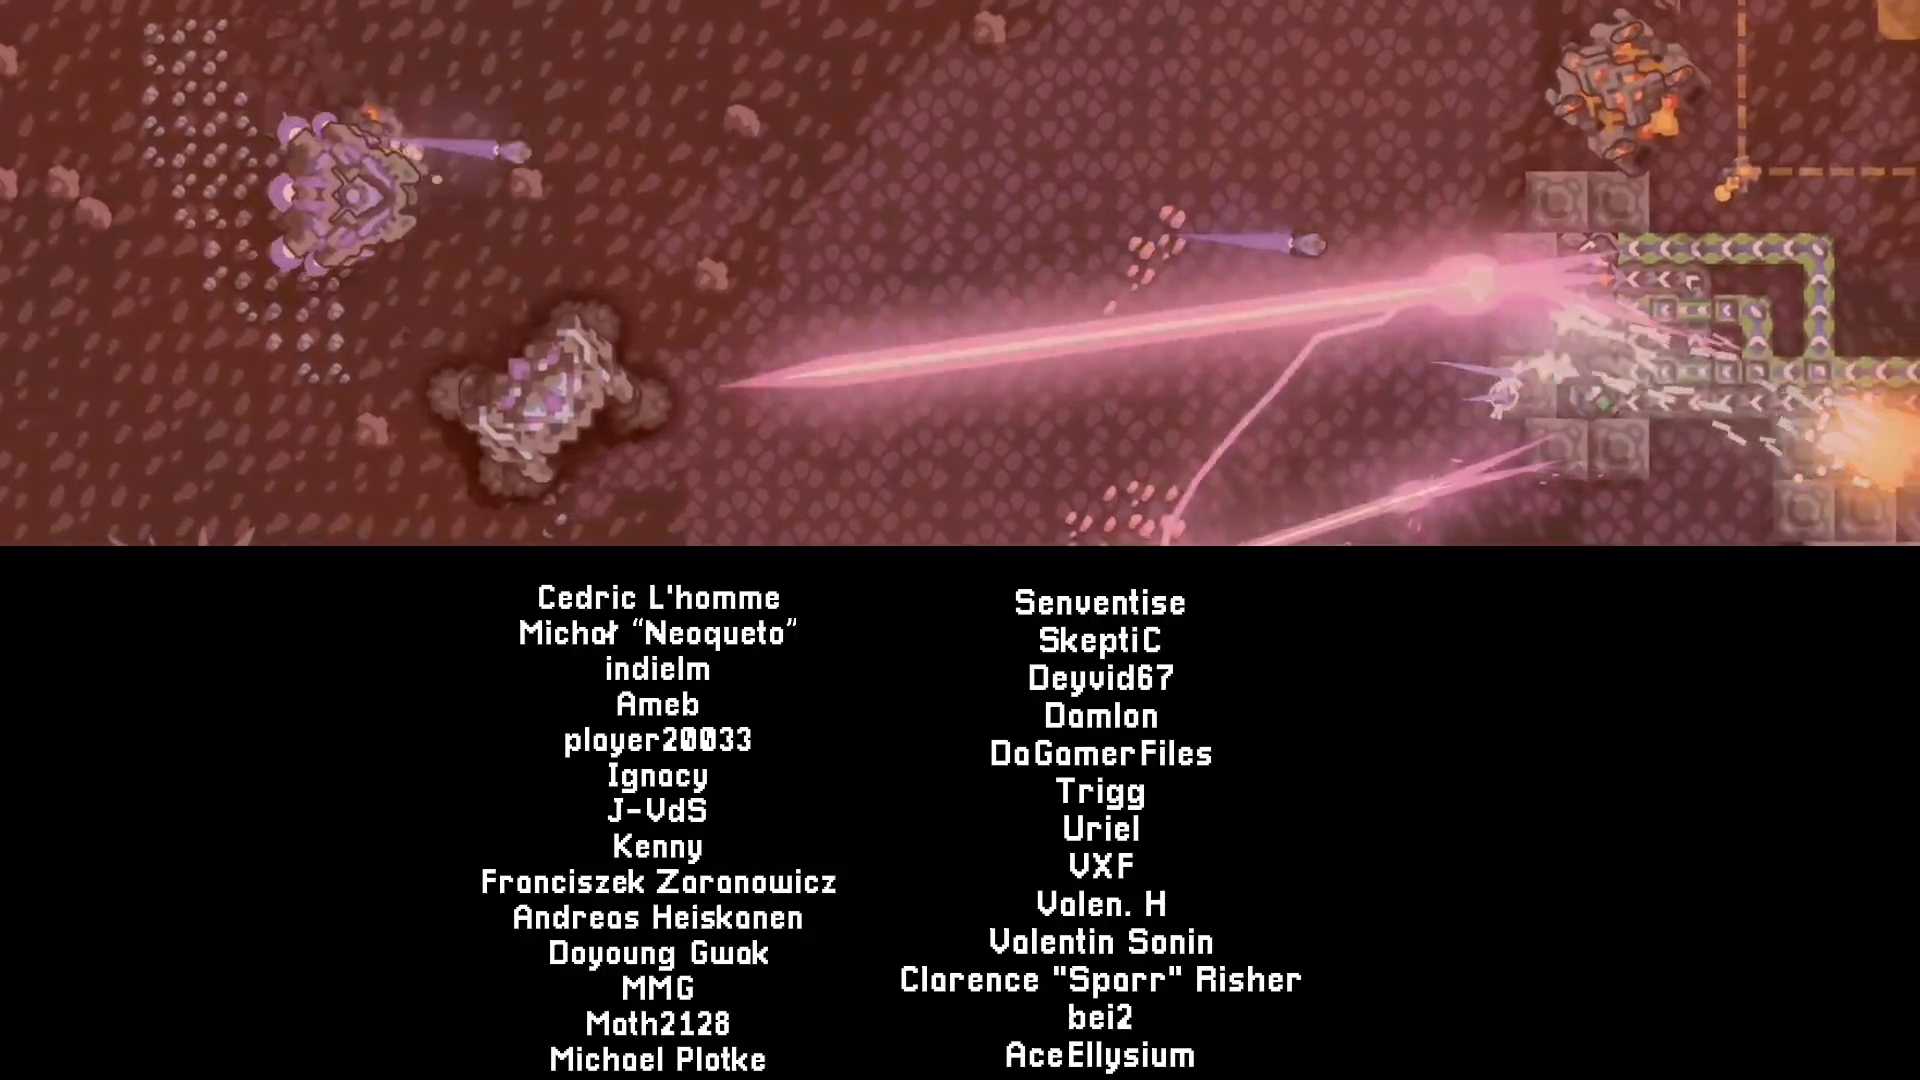 Cedric L'homme
Michał “Neoqueto”
indielm
Ameb
player20033
Ignacy
J-VdS
Kenny
Franciszek Zaranowicz
Andreas Heiskanen
Doyoung Gwak
MMG
Math2128
Michael Plotke
Senventise
SkeptiC
Deyvid67
Damlon
DaGamerFiles
Trigg
Uriel
VXF
Valen. H
Valentin Sonin
Clarence "Sparr" Risher
bei2
AceEllysium